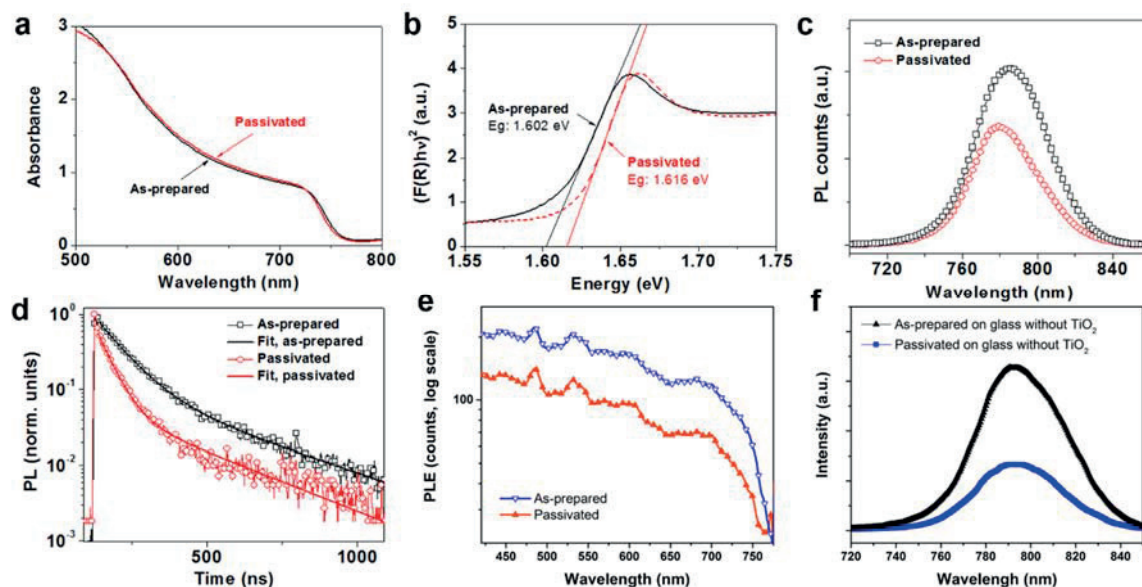 a
3
2
1
0
Absorbance
Passivated
As-prepared
500 600 700 800
Wavelength (nm)
b
5
4
3
2
1
0
(F(R)hν)²(a.u.)
As-prepared
Eg: 1.602 eV
Passivated
Eg: 1.616 eV
1.55 1.60 1.65 1.70 1.75
Energy (eV)
c
As-prepared
Passivated
PL counts (a.u.)
720 760 800 840
Wavelength (nm)
d
10⁰
10⁻¹
10⁻²
10⁻³
PL (norm. units)
As-prepared
Fit, as-prepared
Passivated
Fit, passivated
500 1000
Time (ns)
e
100
PLE (counts, log scale)
As-prepared
Passivated
450 500 550 600 650 700 750
Wavelength (nm)
f
As-prepared on glass without TiO₂
Passivated on glass without TiO₂
Intensity (a.u.)
720 740 760 780 800 820 840
Wavelength (nm)